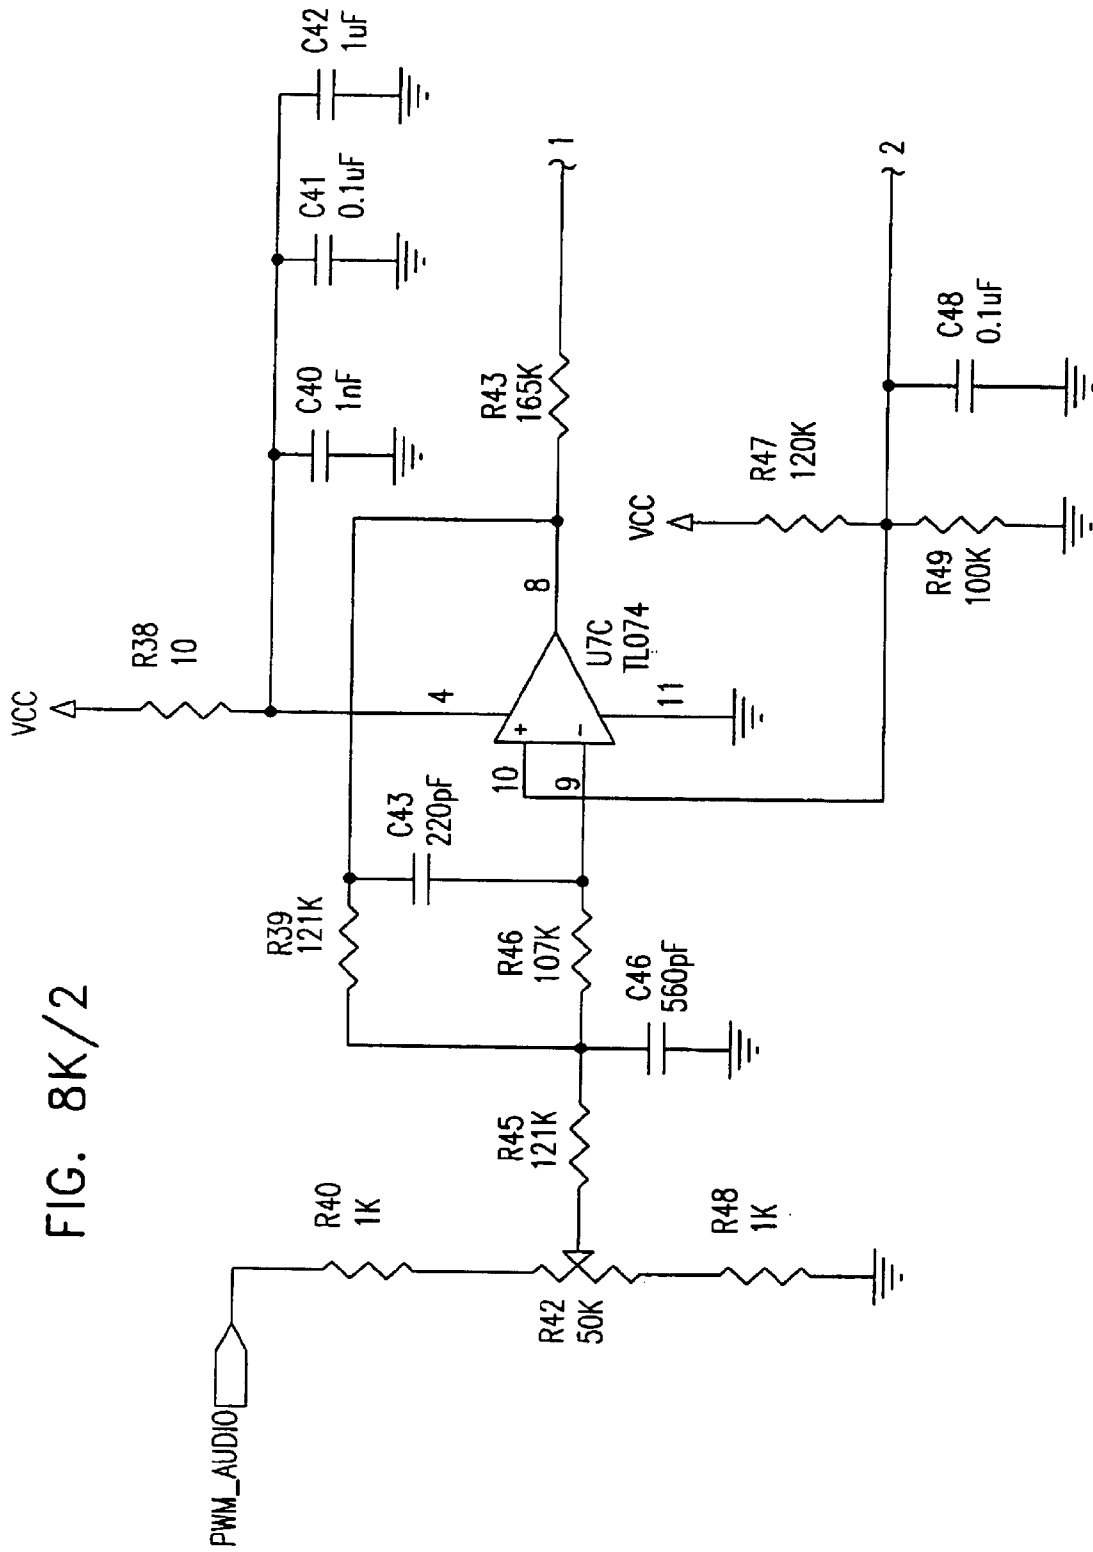 FIG. 8K/2
PWM_AUDIO
R40
1K
R42
50K
R48
1K
R45
121K
R39
121K
R46
107K
C46
560pF
C43
220pF
VCC
R38
10
4
10
9
+
-
8
U7C
TL074
11
C40
1nF
C41
0.1uF
C42
1uF
R43
165K
1
VCC
R47
120K
R49
100K
C48
0.1uF
2